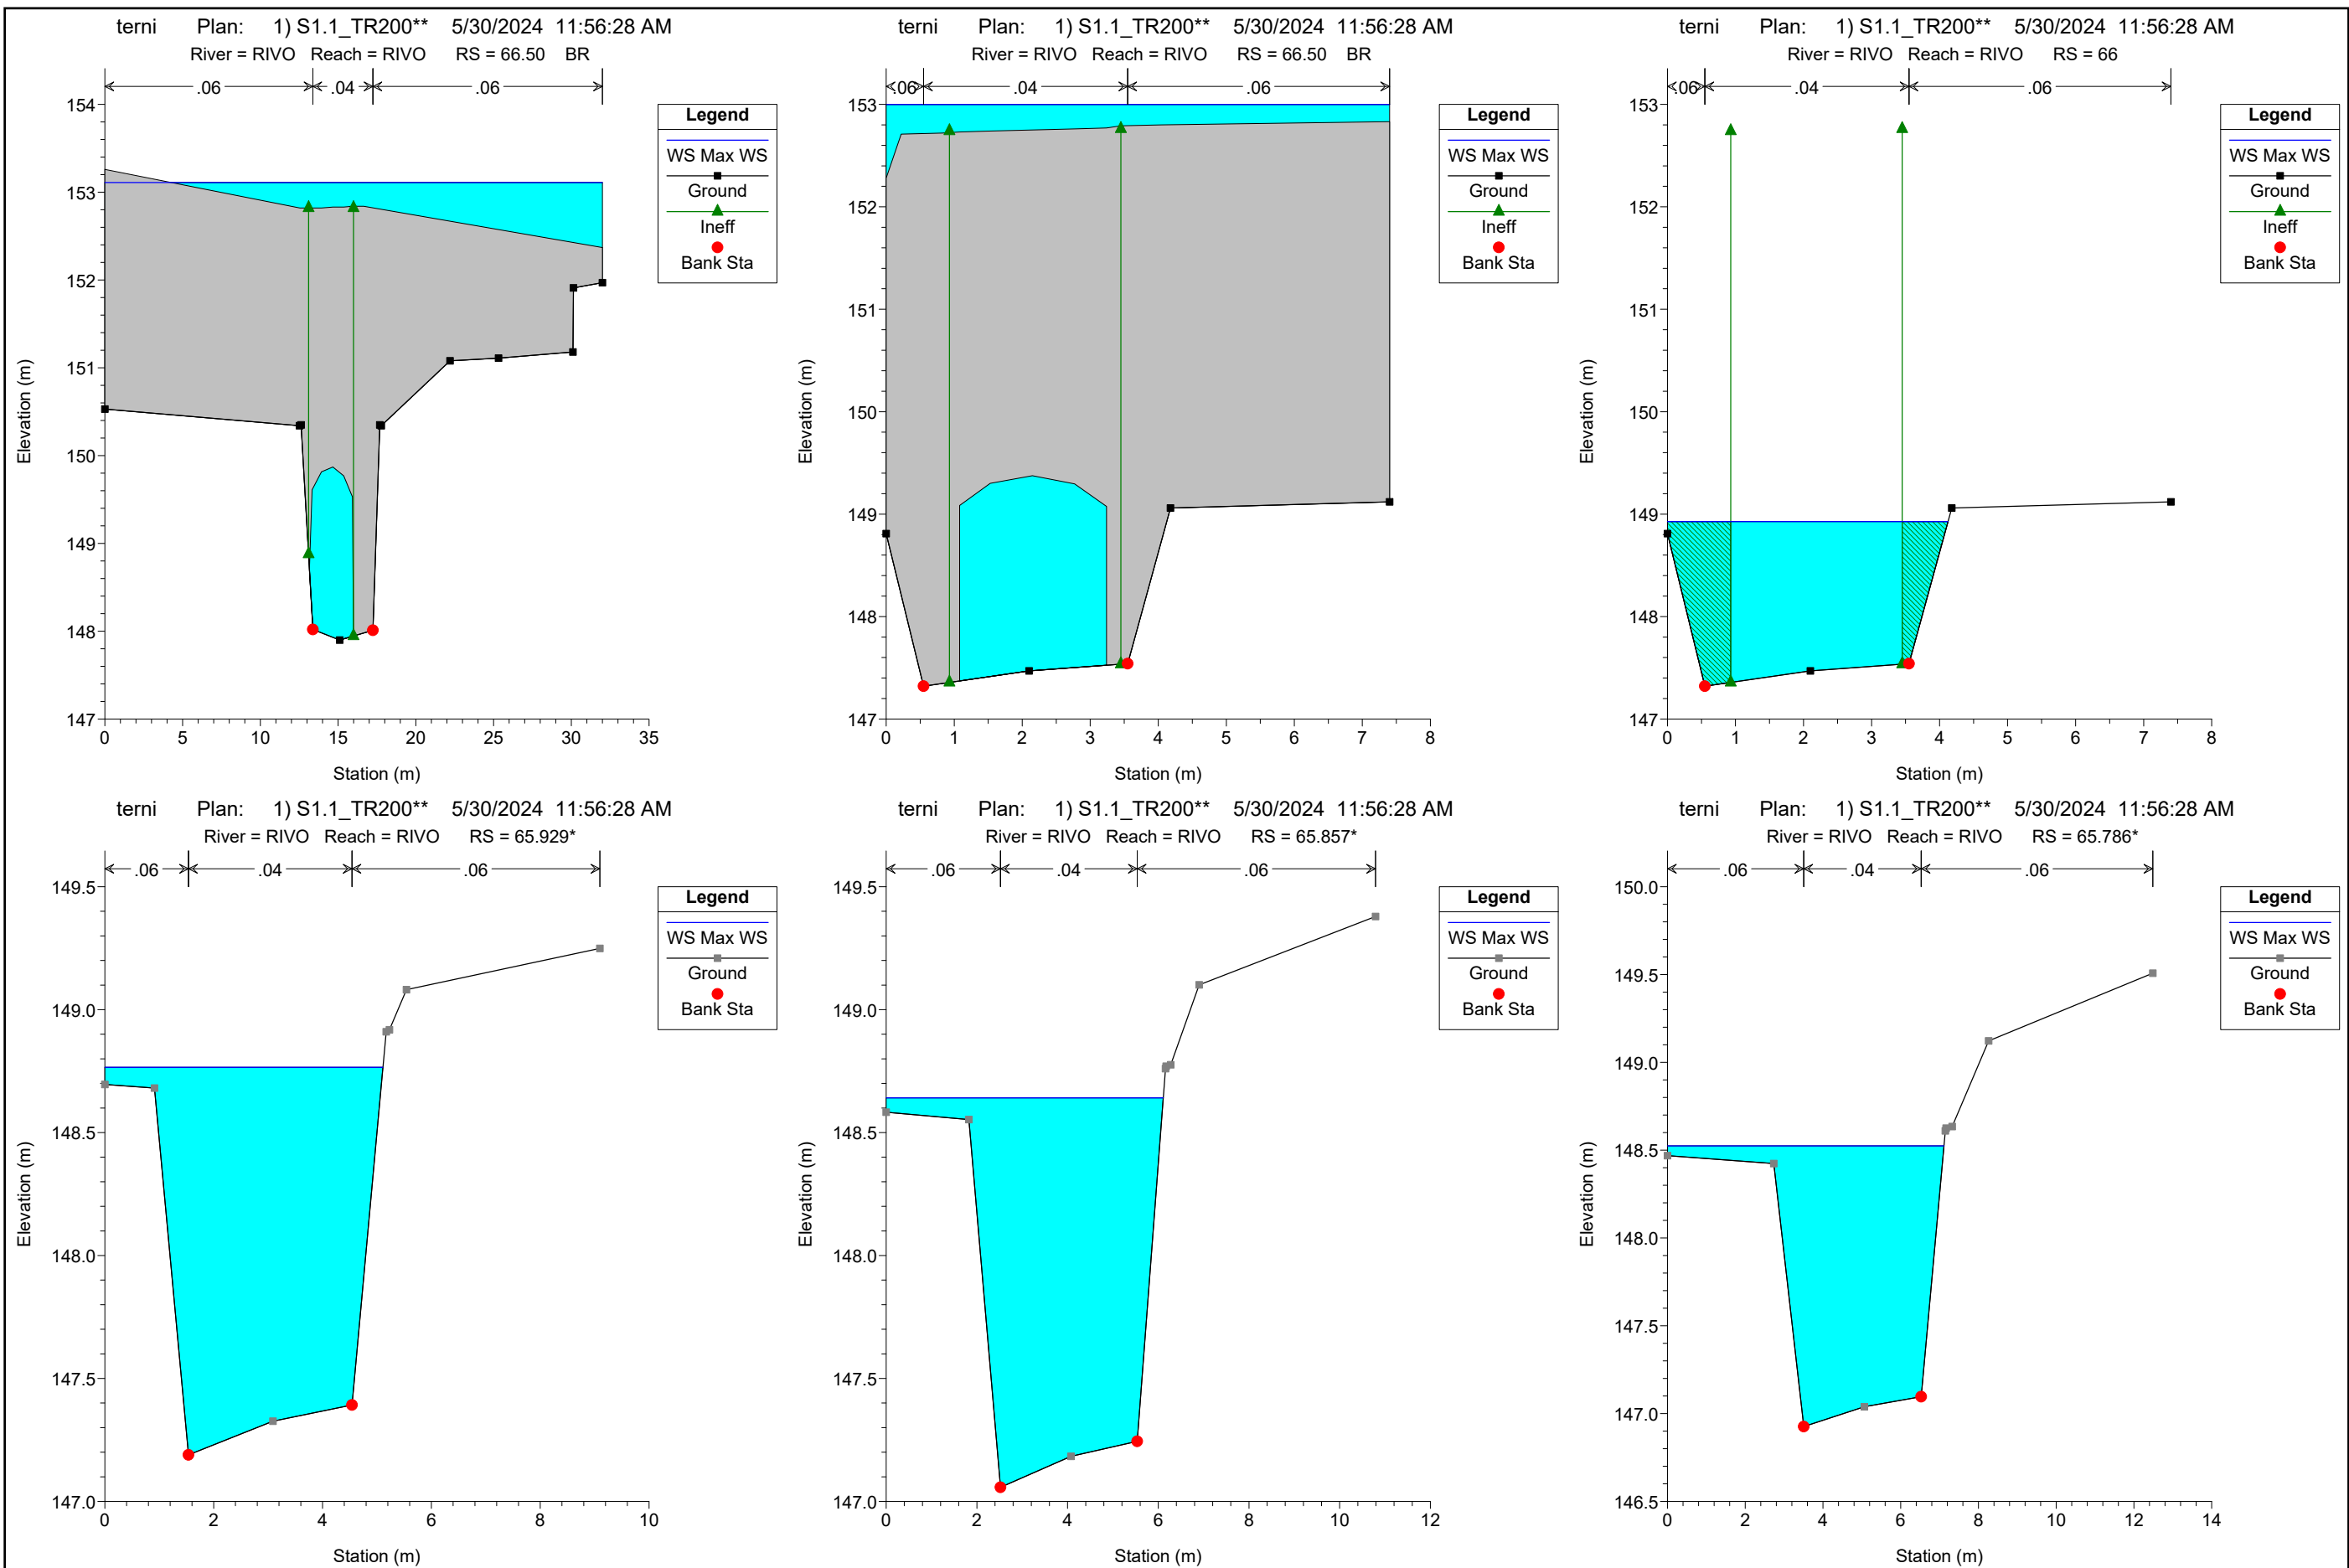 terni Plan: 1) S1.1_TR200** 5/30/2024 11:56:28 AM
River = RIVO Reach = RIVO RS = 66.50 BR
.06 .04 .06
Legend
WS Max WS
Ground
Ineff
Bank Sta
154
153
152
151
150
149
148
147
Elevation (m)
0 5 10 15 20 25 30 35
Station (m)
terni Plan: 1) S1.1_TR200** 5/30/2024 11:56:28 AM
River = RIVO Reach = RIVO RS = 66.50 BR
.06 .04 .06
Legend
WS Max WS
Ground
Ineff
Bank Sta
153
152
151
150
149
148
147
Elevation (m)
0 1 2 3 4 5 6 7 8
Station (m)
terni Plan: 1) S1.1_TR200** 5/30/2024 11:56:28 AM
River = RIVO Reach = RIVO RS = 66
.06 .04 .06
Legend
WS Max WS
Ground
Ineff
Bank Sta
153
152
151
150
149
148
147
Elevation (m)
0 1 2 3 4 5 6 7 8
Station (m)
terni Plan: 1) S1.1_TR200** 5/30/2024 11:56:28 AM
River = RIVO Reach = RIVO RS = 65.929*
.06 .04 .06
Legend
WS Max WS
Ground
Bank Sta
149.5
149.0
148.5
148.0
147.5
147.0
Elevation (m)
0 2 4 6 8 10
Station (m)
terni Plan: 1) S1.1_TR200** 5/30/2024 11:56:28 AM
River = RIVO Reach = RIVO RS = 65.857*
.06 .04 .06
Legend
WS Max WS
Ground
Bank Sta
149.5
149.0
148.5
148.0
147.5
147.0
Elevation (m)
0 2 4 6 8 10 12
Station (m)
terni Plan: 1) S1.1_TR200** 5/30/2024 11:56:28 AM
River = RIVO Reach = RIVO RS = 65.786*
.06 .04 .06
Legend
WS Max WS
Ground
Bank Sta
150.0
149.5
149.0
148.5
148.0
147.5
147.0
146.5
Elevation (m)
0 2 4 6 8 10 12 14
Station (m)